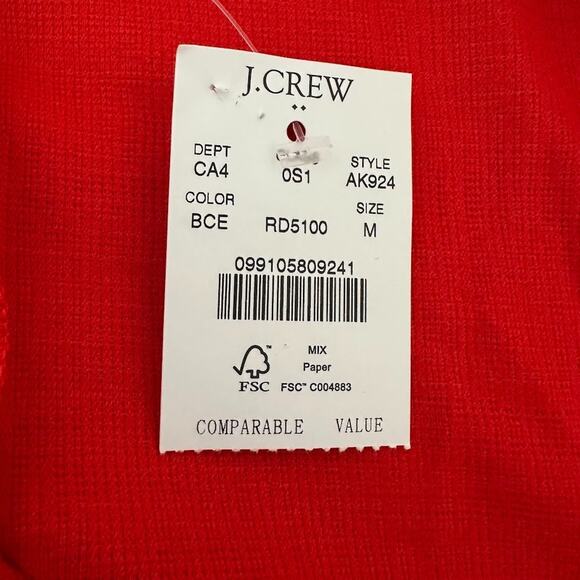 J.CREW
DEPT STYLE
CA4 0S1 AK924
COLOR SIZE
BCE RD5100 M
099105809241
MIX
Paper
FSC FSC™ C004883
COMPARABLE VALUE